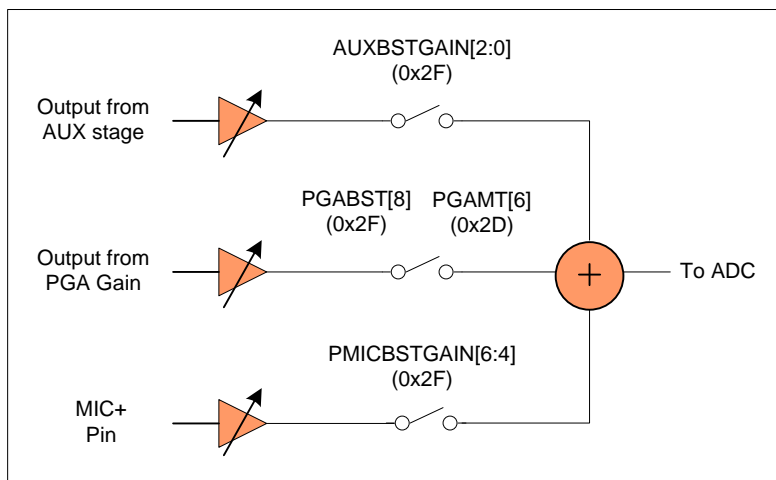 AUXBSTGAIN[2:0]
(0x2F)
Output from
AUX stage
PGABST[8]
(0x2F)
PGAMT[6]
(0x2D)
Output from
PGA Gain
+
To ADC
PMICBSTGAIN[6:4]
(0x2F)
MIC+
Pin